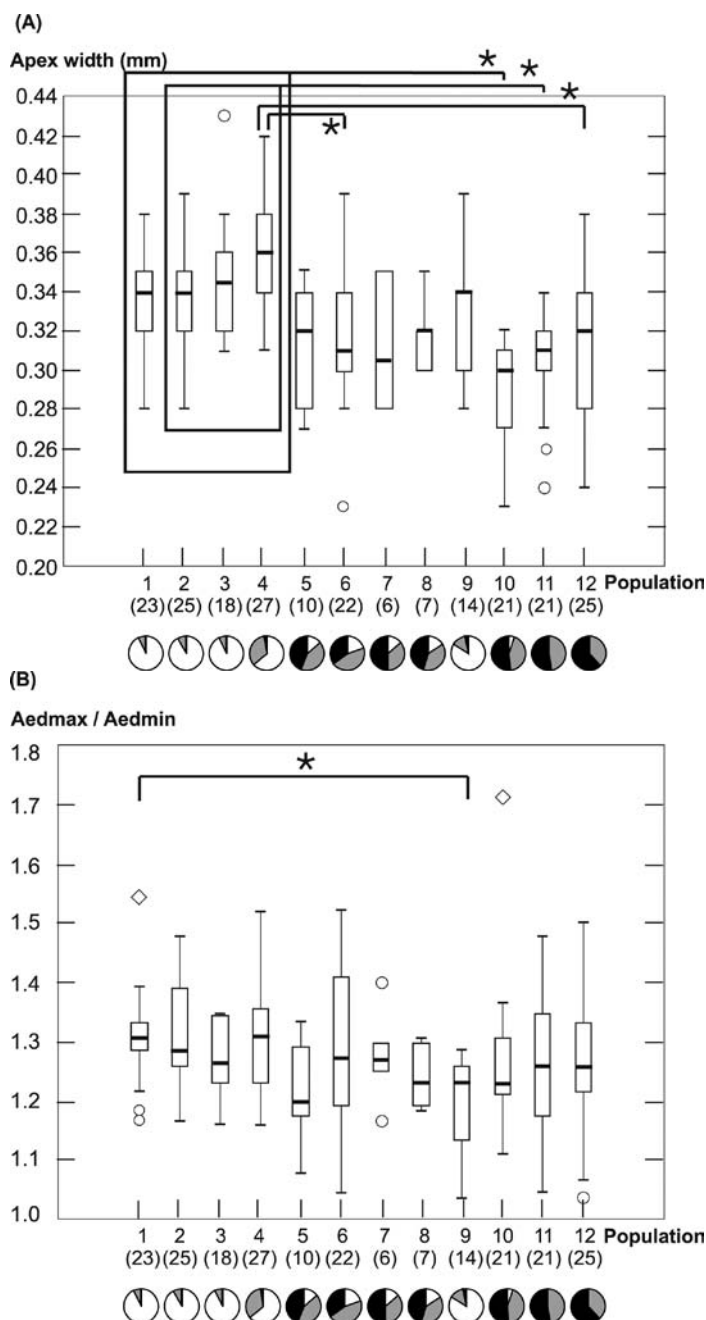 (A)
Apex width (mm)
* * * *
0.44
0.42
0.40
0.38
0.36
0.34
0.32
0.30
0.28
0.26
0.24
0.22
0.20
1 2 3 4 5 6 7 8 9 10 11 12 Population
(23) (25) (18) (27) (10) (22) (6) (7) (14) (21) (21) (25)
(B)
Aedmax / Aedmin
*
1.8
1.7
1.6
1.5
1.4
1.3
1.2
1.1
1.0
1 2 3 4 5 6 7 8 9 10 11 12 Population
(23) (25) (18) (27) (10) (22) (6) (7) (14) (21) (21) (25)